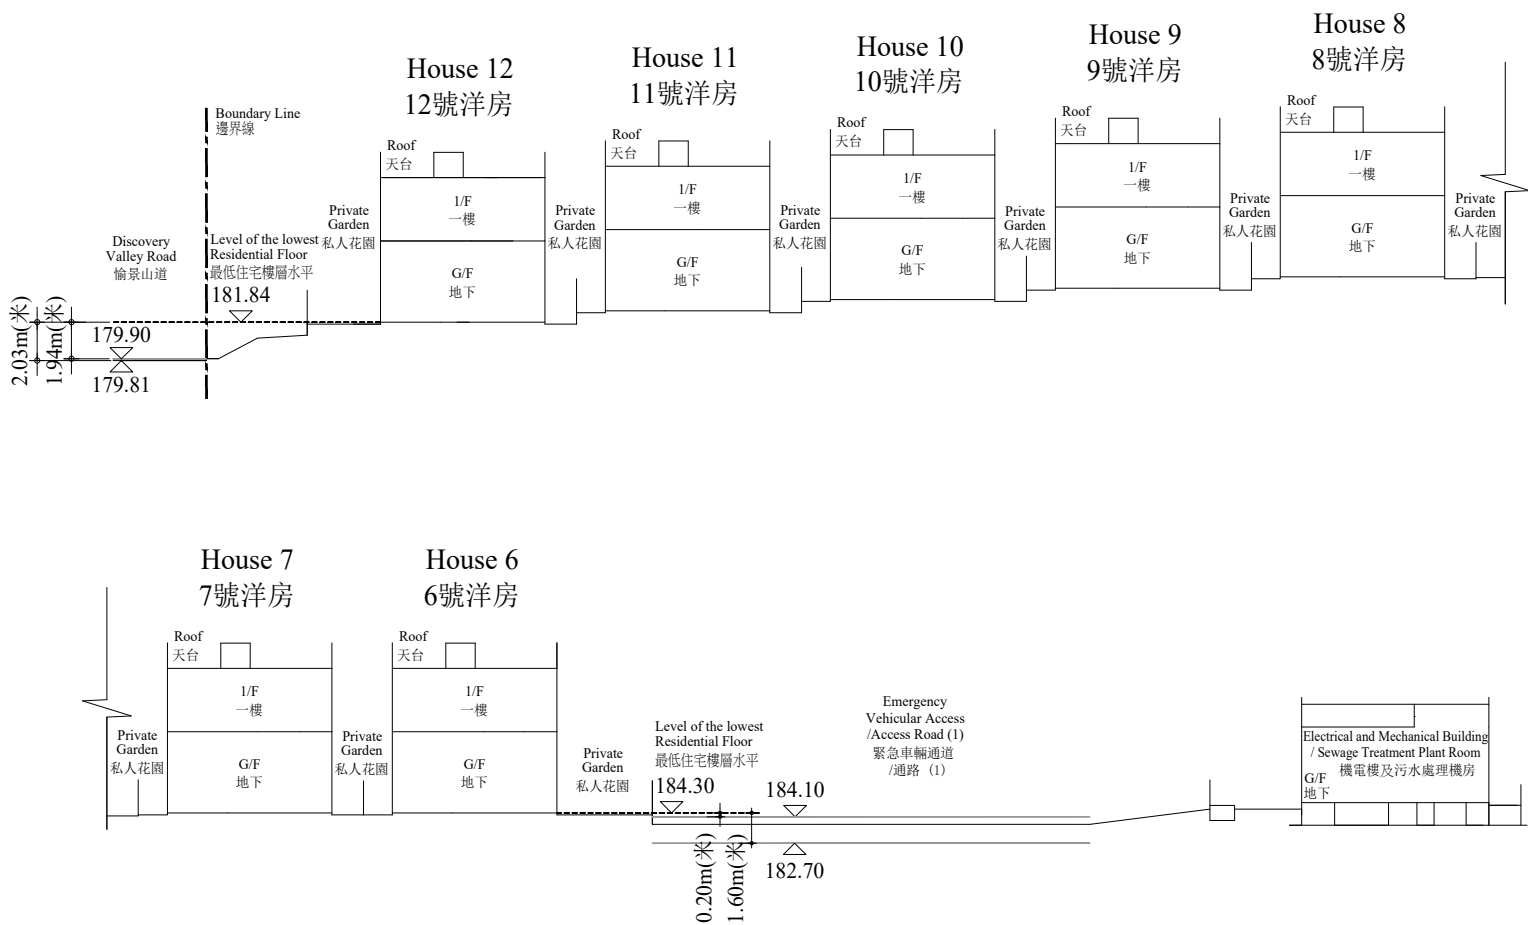 House 12
12號洋房
House 11
11號洋房
House 10
10號洋房
House 9
9號洋房
House 8
8號洋房
Boundary Line
邊界線
Roof
天台
1/F
一樓
G/F
地下
Roof
天台
1/F
一樓
G/F
地下
Roof
天台
1/F
一樓
G/F
地下
Roof
天台
1/F
一樓
G/F
地下
Roof
天台
1/F
一樓
G/F
地下
Discovery
Valley Road
愉景山道
Level of the lowest
Residential Floor
最低住宅樓層水平
181.84
Private
Garden
私人花園
Private
Garden
私人花園
Private
Garden
私人花園
Private
Garden
私人花園
Private
Garden
私人花園
Private
Garden
私人花園
2.03m(米)
1.94m(米)
179.90
179.81
House 7
7號洋房
House 6
6號洋房
Roof
天台
1/F
一樓
G/F
地下
Roof
天台
1/F
一樓
G/F
地下
Private
Garden
私人花園
Private
Garden
私人花園
Private
Garden
私人花園
Level of the lowest
Residential Floor
最低住宅樓層水平
184.30
Emergency
Vehicular Access
/Access Road (1)
緊急車輛通道
/通路 (1)
184.10
0.20m(米)
1.60m(米)
182.70
Electrical and Mechanical Building
/ Sewage Treatment Plant Room
機電樓及污水處理機房
G/F
地下